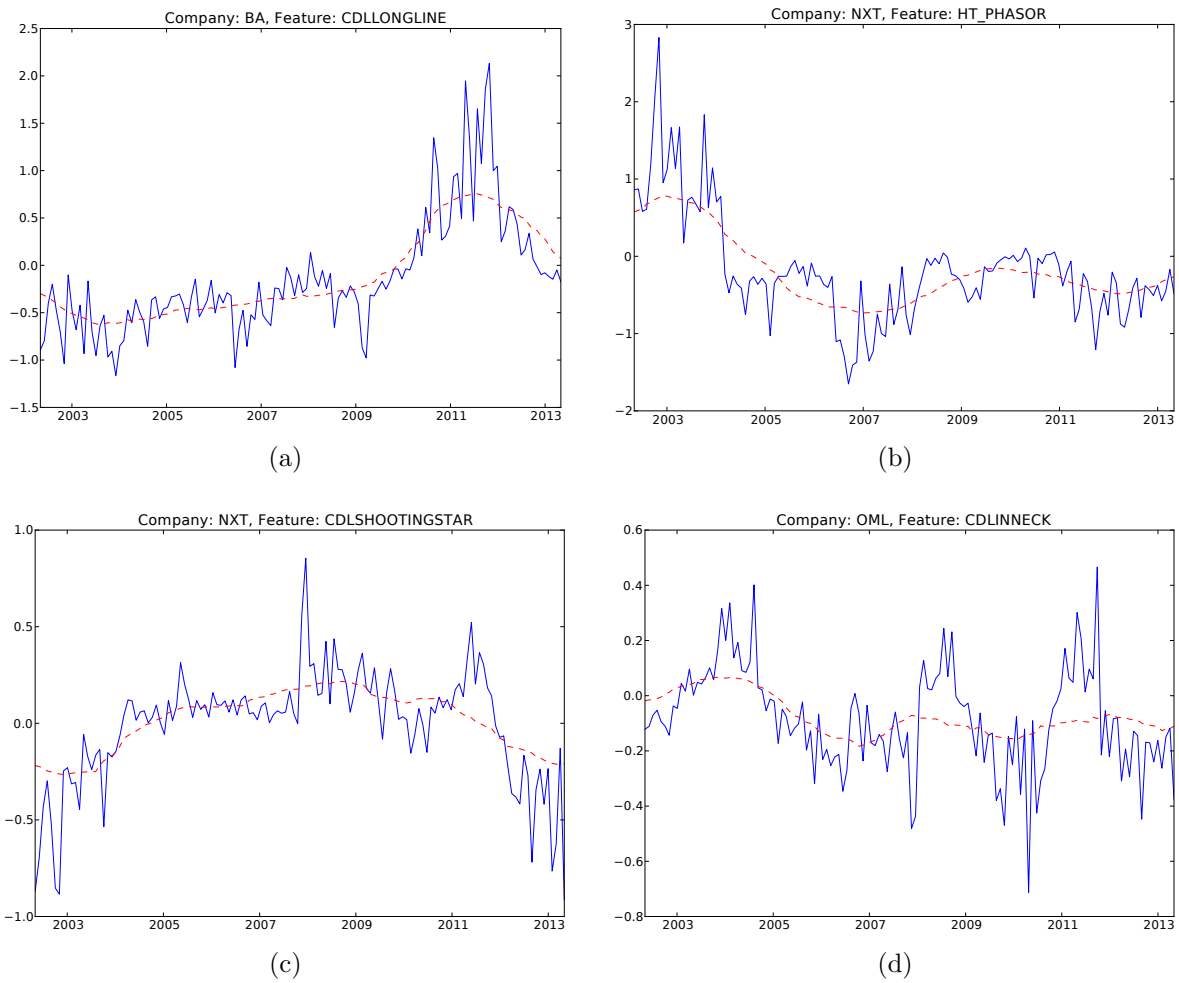 Company: BA, Feature: CDLLONGLINE
2.5
2.0
1.5
1.0
0.5
0.0
−0.5
−1.0
−1.5
2003 2005 2007 2009 2011 2013
(a)
Company: NXT, Feature: HT_PHASOR
3
2
1
0
−1
−2
2003 2005 2007 2009 2011 2013
(b)
Company: NXT, Feature: CDLSHOOTINGSTAR
1.0
0.5
0.0
−0.5
−1.0
2003 2005 2007 2009 2011 2013
(c)
Company: OML, Feature: CDLINNECK
0.6
0.4
0.2
0.0
−0.2
−0.4
−0.6
−0.8
2003 2005 2007 2009 2011 2013
(d)